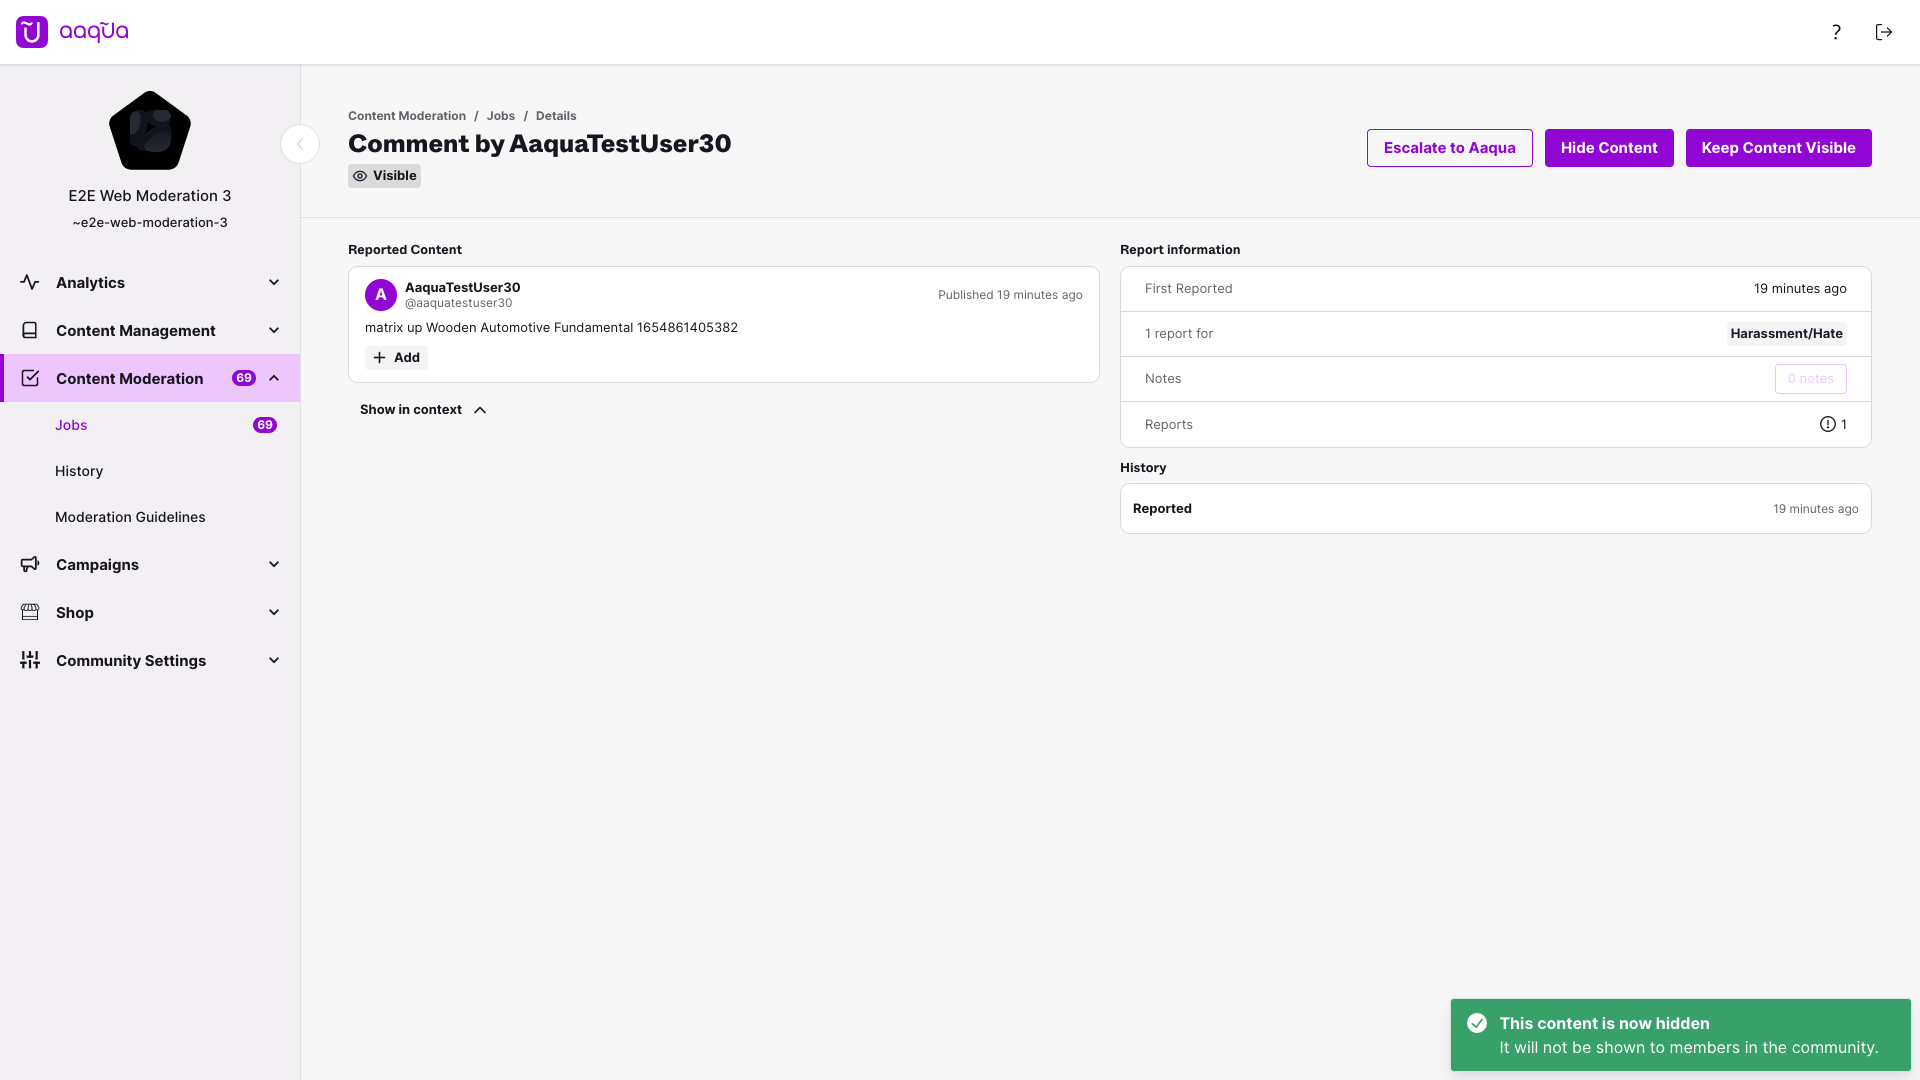 aaqũa
?
E2E Web Moderation 3
~e2e-web-moderation-3
Analytics
Content Management
Content Moderation 69
Jobs 69
History
Moderation Guidelines
Campaigns
Shop
Community Settings
Content Moderation / Jobs / Details
Comment by AaquaTestUser30
Visible
Escalate to Aaqua
Hide Content
Keep Content Visible
Reported Content
A
AaquaTestUser30
@aaquatestuser30
Published 19 minutes ago
matrix up Wooden Automotive Fundamental 1654861405382
+ Add
Show in context
Report information
First Reported 19 minutes ago
1 report for Harassment/Hate
Notes 0 notes
Reports 1
History
Reported 19 minutes ago
This content is now hidden
It will not be shown to members in the community.